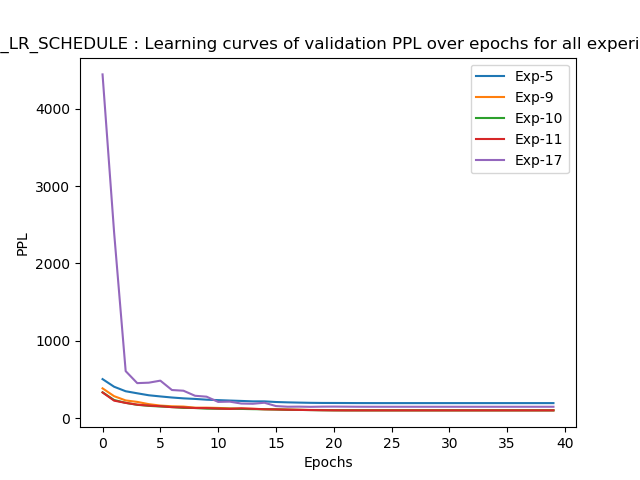 _LR_SCHEDULE : Learning curves of validation PPL over epochs for all experi
Exp-5
Exp-9
Exp-10
Exp-11
Exp-17
PPL
4000
3000
2000
1000
0
0 5 10 15 20 25 30 35 40
Epochs